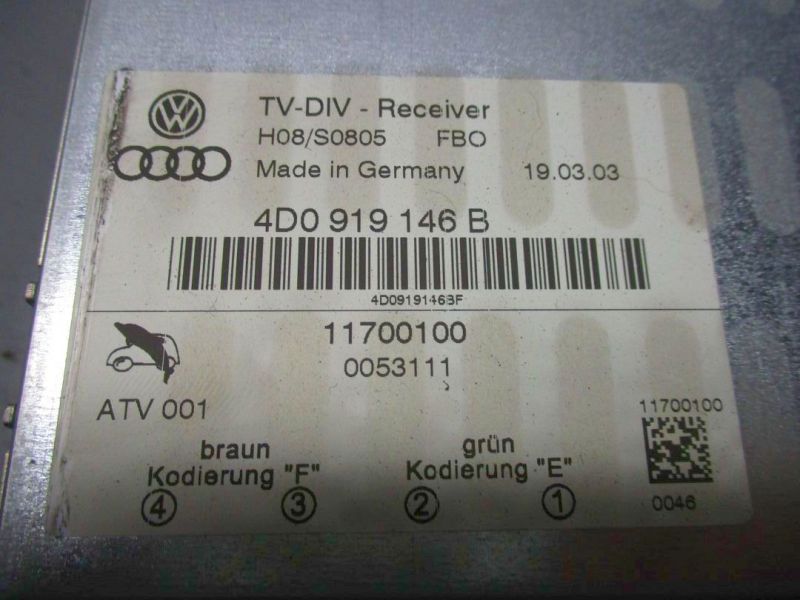 TV-DIV - Receiver
H08/S0805 FBO
Made in Germany 19.03.03
4D0 919 146 B
4D0919146BF
11700100
0053111
ATV 001
11700100
braun grün
Kodierung "F" Kodierung "E"
4 3 2 1
0046